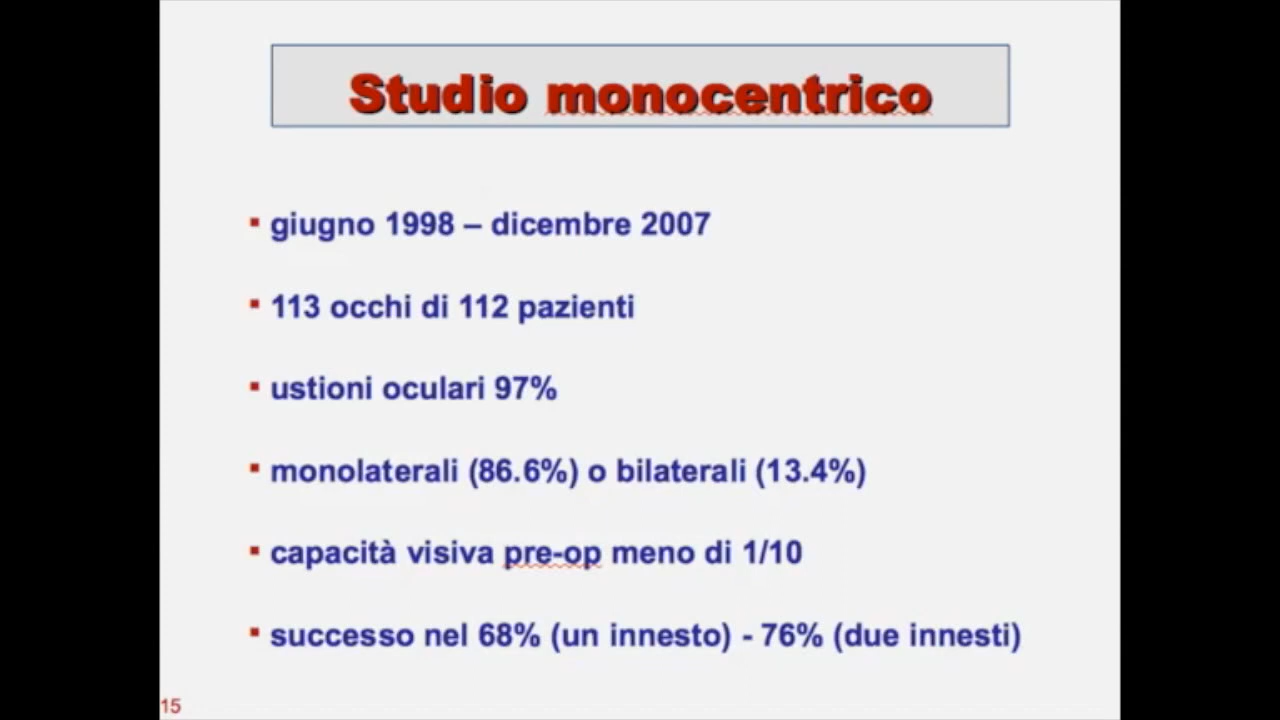 Studio monocentrico
▪ giugno 1998 – dicembre 2007
▪ 113 occhi di 112 pazienti
▪ ustioni oculari 97%
▪ monolaterali (86.6%) o bilaterali (13.4%)
▪ capacità visiva pre-op meno di 1/10
▪ successo nel 68% (un innesto) - 76% (due innesti)
15